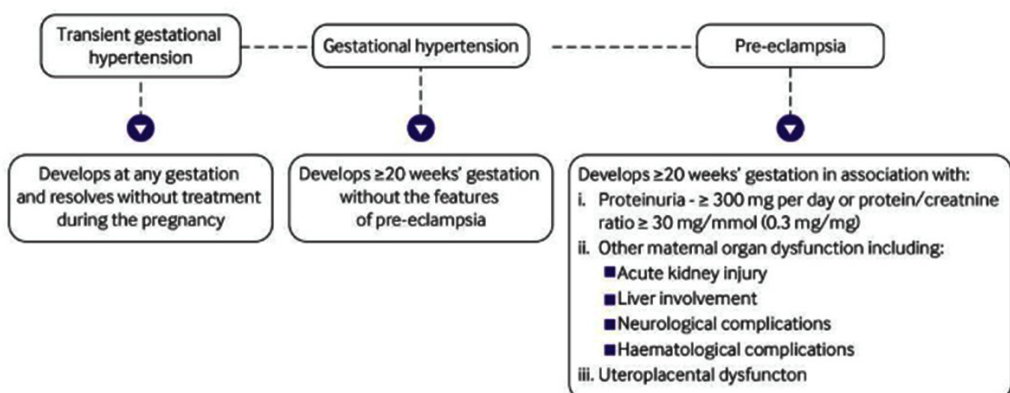 Transient gestational
hypertension
Gestational hypertension
Pre-eclampsia
Develops at any gestation
and resolves without treatment
during the pregnancy
Develops ≥20 weeks' gestation
without the features
of pre-eclampsia
Develops ≥20 weeks' gestation in association with:
i. Proteinuria - ≥ 300 mg per day or protein/creatnine
ratio ≥ 30 mg/mmol (0.3 mg/mg)
ii. Other maternal organ dysfunction including:
■Acute kidney injury
■Liver involvement
■Neurological complications
■Haematological complications
iii. Uteroplacental dysfuncton